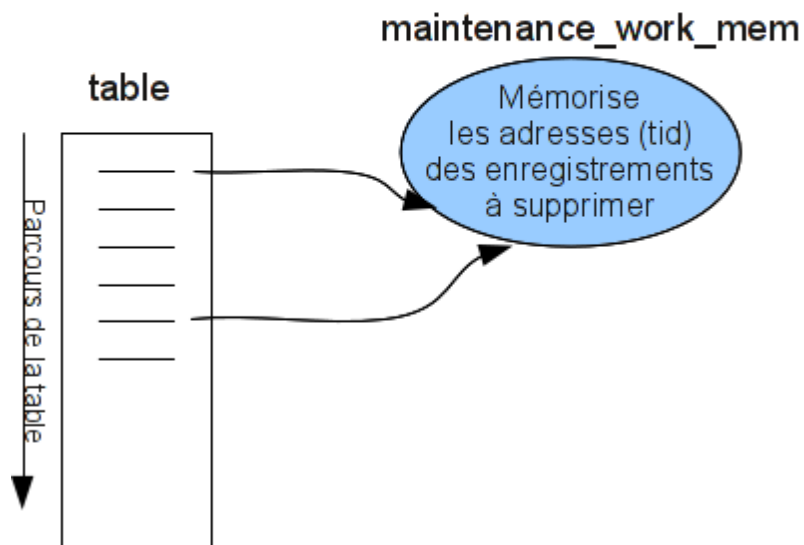 maintenance_work_mem
table
Mémorise
les adresses (tid)
des enregistrements
à supprimer
Parcours de la table